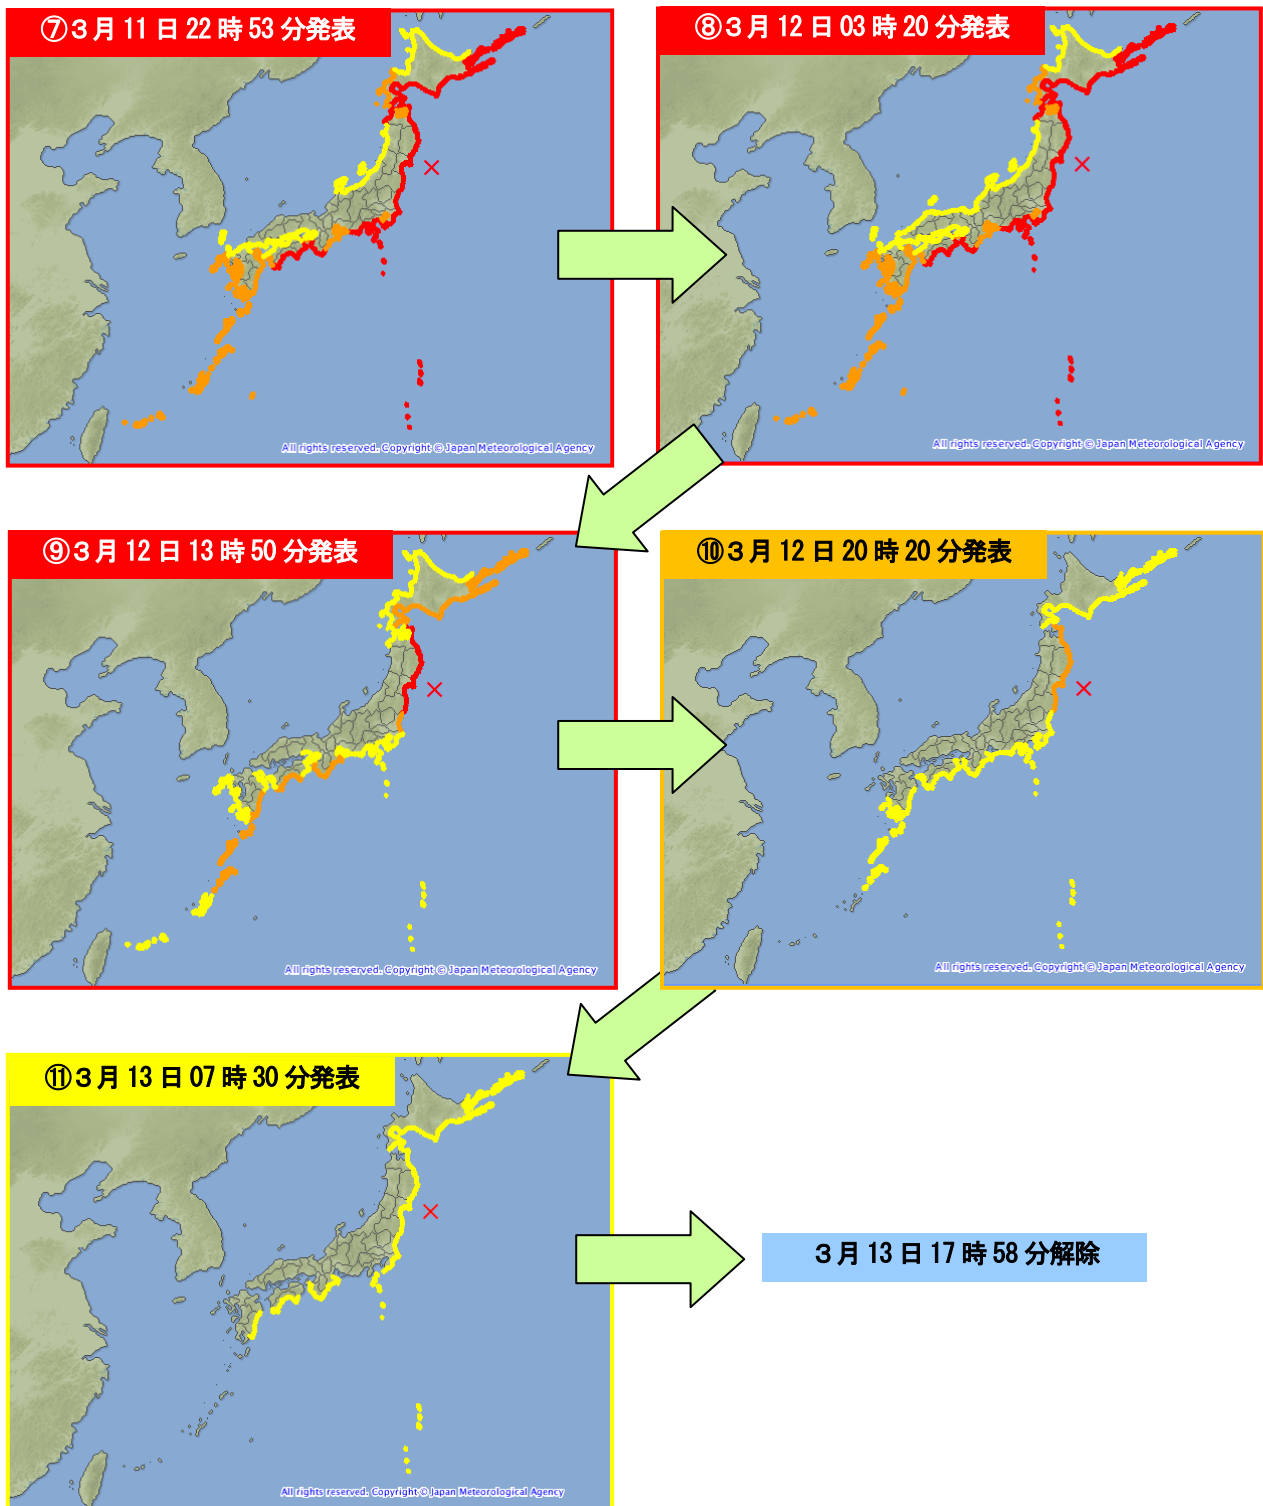 ⑦３月 11 日 22 時 53 分発表
All rights reserved. Copyright © Japan Meteorological Agency
⑧３月 12 日 03 時 20 分発表
All rights reserved. Copyright © Japan Meteorological Agency
⑨３月 12 日 13 時 50 分発表
All rights reserved. Copyright © Japan Meteorological Agency
⑩３月 12 日 20 時 20 分発表
All rights reserved. Copyright © Japan Meteorological Agency
⑪３月 13 日 07 時 30 分発表
All rights reserved. Copyright © Japan Meteorological Agency
３月 13 日 17 時 58 分解除